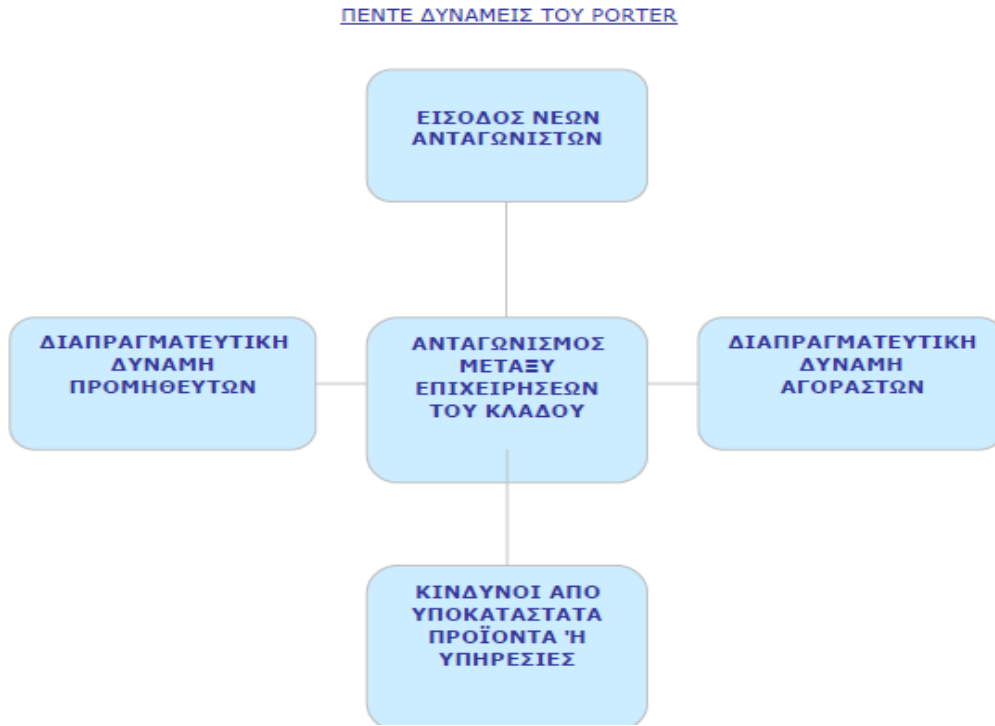 ΠΕΝΤΕ ΔΥΝΑΜΕΙΣ ΤΟΥ PORTER
ΕΙΣΟΔΟΣ ΝΕΩΝ
ΑΝΤΑΓΩΝΙΣΤΩΝ
ΔΙΑΠΡΑΓΜΑΤΕΥΤΙΚΗ
ΔΥΝΑΜΗ
ΠΡΟΜΗΘΕΥΤΩΝ
ΑΝΤΑΓΩΝΙΣΜΟΣ
ΜΕΤΑΞΥ
ΕΠΙΧΕΙΡΗΣΕΩΝ
ΤΟΥ ΚΛΑΔΟΥ
ΔΙΑΠΡΑΓΜΑΤΕΥΤΙΚΗ
ΔΥΝΑΜΗ
ΑΓΟΡΑΣΤΩΝ
ΚΙΝΔΥΝΟΙ ΑΠΟ
ΥΠΟΚΑΤΑΣΤΑΤΑ
ΠΡΟΪΟΝΤΑ Ή
ΥΠΗΡΕΣΙΕΣ